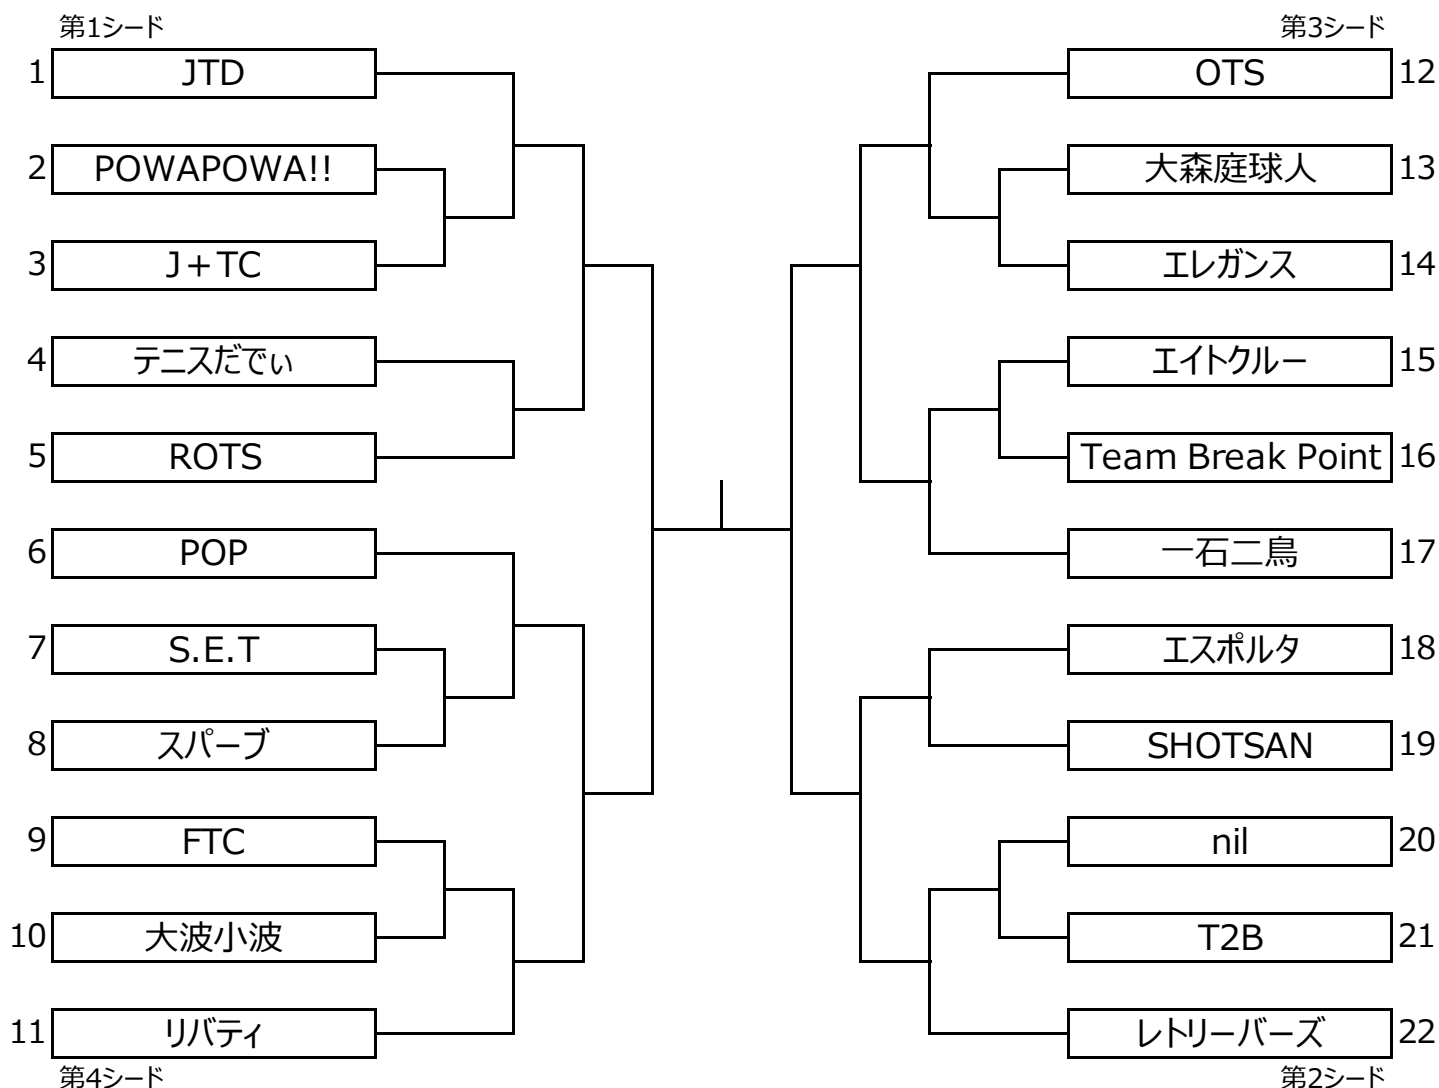 第1シード
1 JTD
2 POWAPOWA!!
3 J+TC
4 テニスだでぃ
5 ROTS
6 POP
7 S.E.T
8 スパーブ
9 FTC
10 大波小波
11 リバティ
第4シード
第3シード
OTS 12
大森庭球人 13
エレガンス 14
エイトクルー 15
Team Break Point 16
一石二鳥 17
エスポルタ 18
SHOTSAN 19
nil 20
T2B 21
レトリーバーズ 22
第2シード